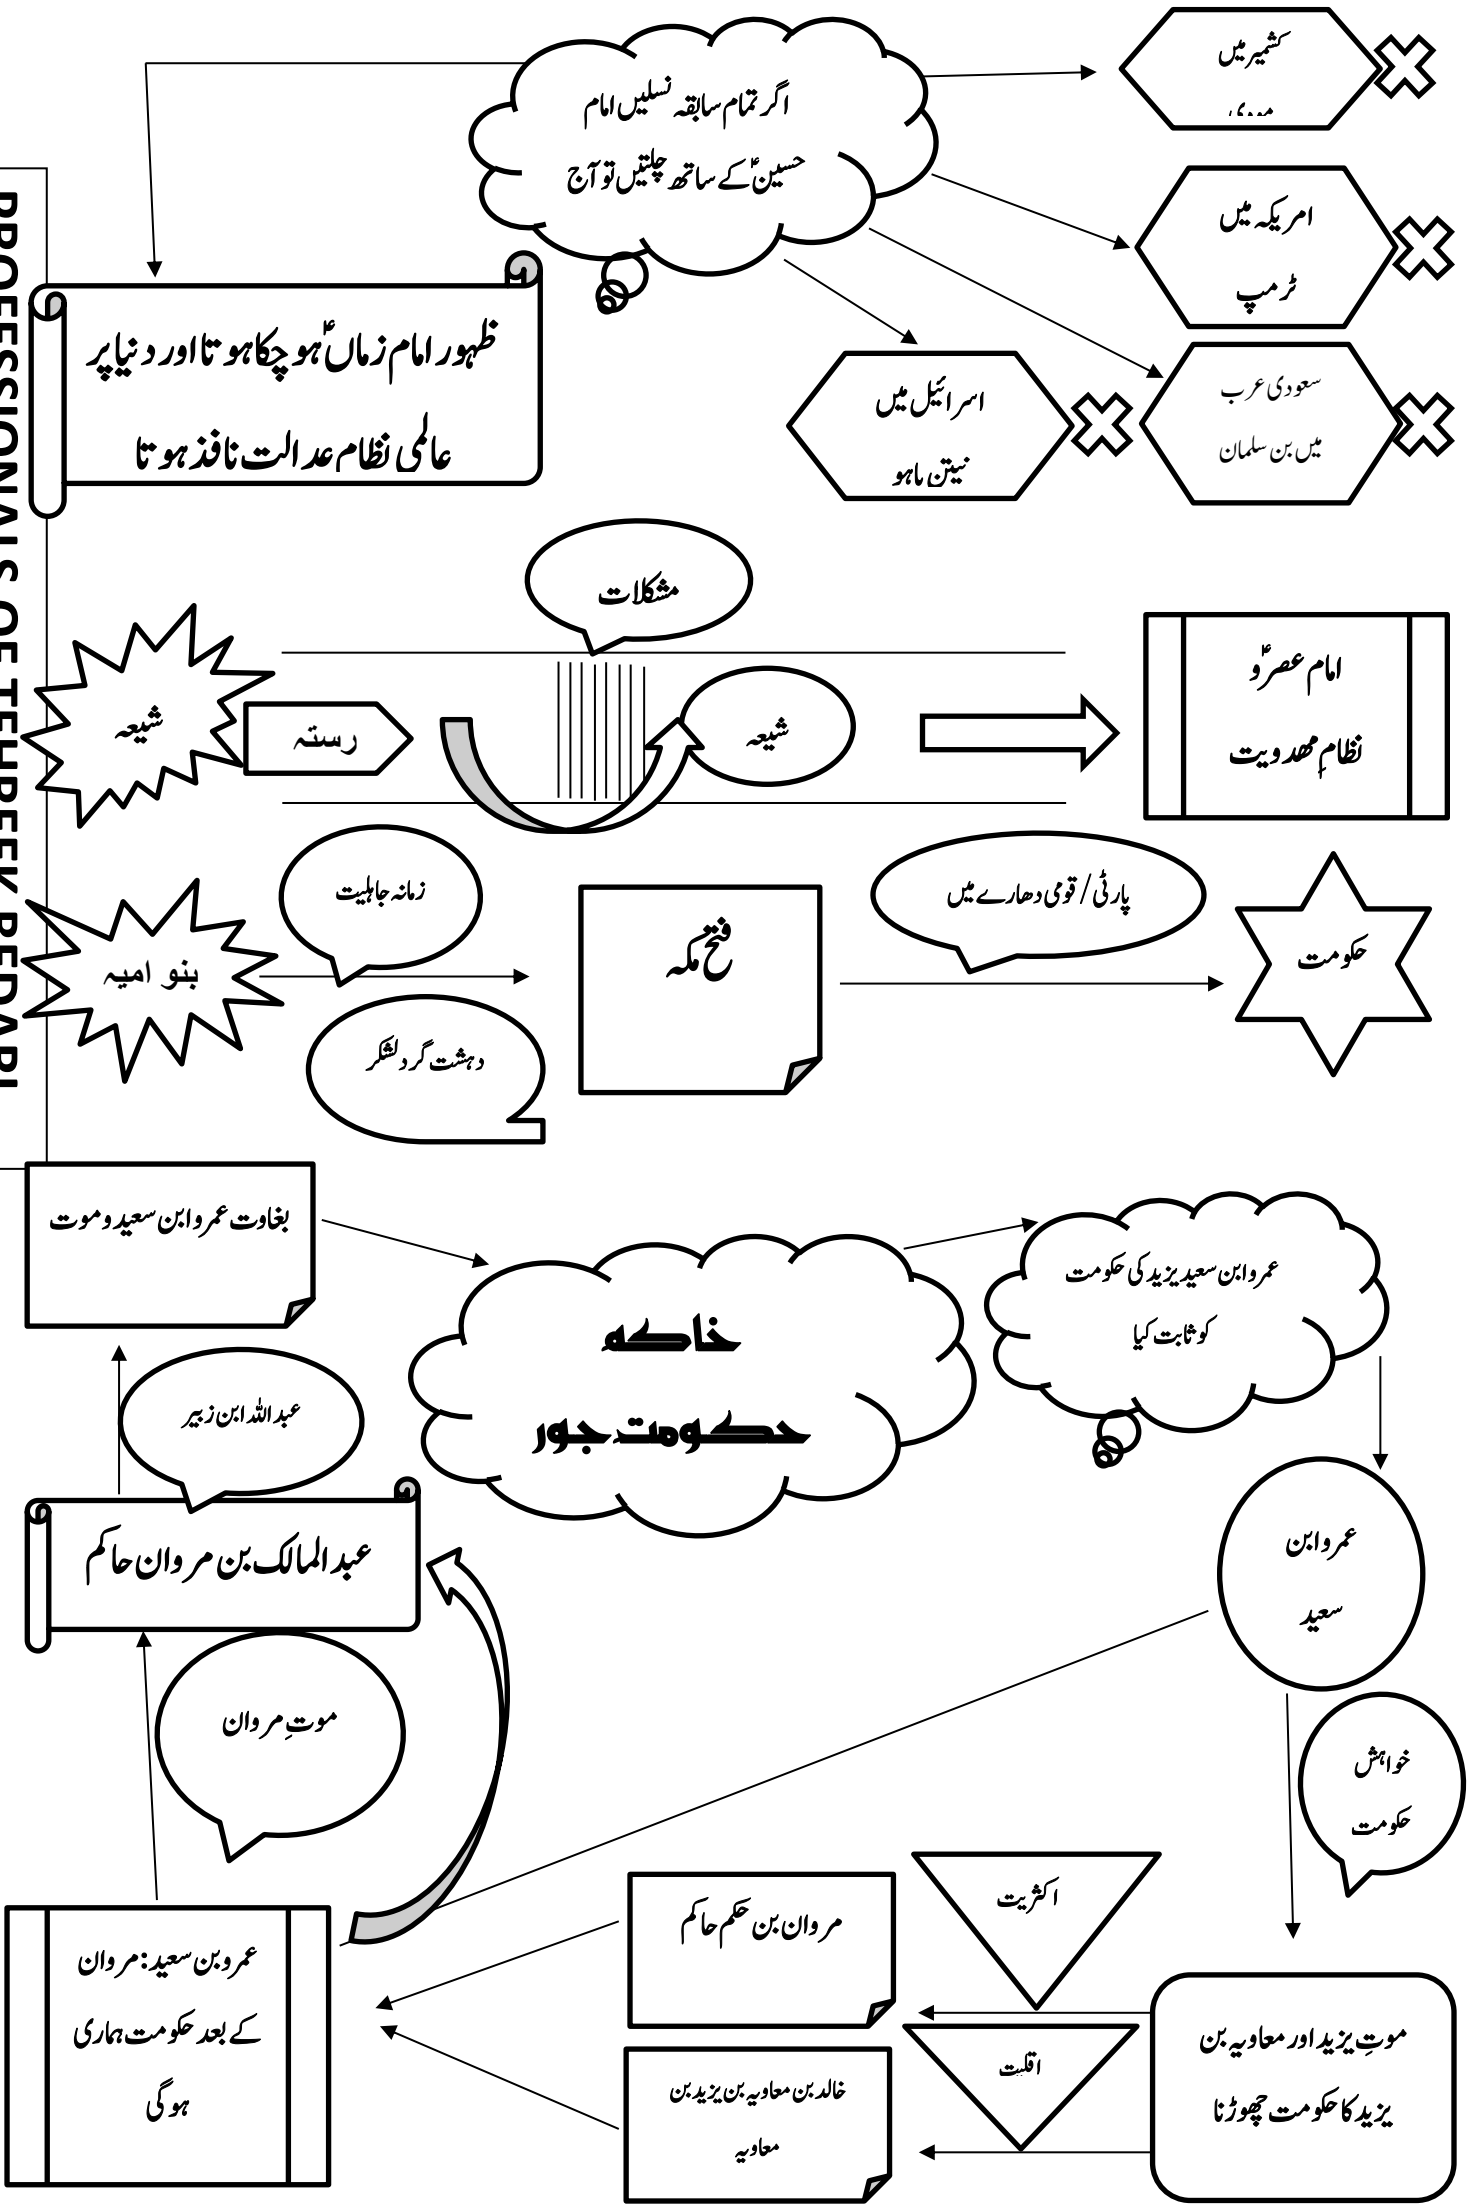 کشمیر میں
مودی
اگر تمام سابقہ نسلیں امام
حسینؑ کے ساتھ چلتیں تو آج
امریکہ میں
ٹرمپ
سعودی عرب
میں بن سلمان
اسرائیل میں
نیتن یاہو
ظہور امام زماںؑ ہو چکا ہوتا اور دنیا پر
عالمی نظام عدالت نافذ ہوتا
PROFESSIONALS OF TEHREEK BEDARI
مشکلات
شیعہ
رستہ
شیعہ
امام عصرؑ و
نظامِ مھدویت
زمانہ جاہلیت
بنو امیہ
دہشت گرد لشکر
فتح مکہ
پارٹی / قومی دھارے میں
حکومت
بغاوت عمرو ابن سعید و موت
خاکہ
حکومت جور
عمرو ابن سعید یزید کی حکومت
کو ثابت کیا
عبداللہ ابن زبیر
عبدالمالک بن مروان حاکم
عمرو ابن
سعید
موتِ مروان
خواہش
حکومت
اکثریت
مروان بن حکم حاکم
عمرو بن سعید: مروان
کے بعد حکومت ہماری
ہو گی
موتِ یزید اور معاویہ بن
یزید کا حکومت چھوڑنا
اقلیت
خالد بن معاویہ بن یزید بن
معاویہ